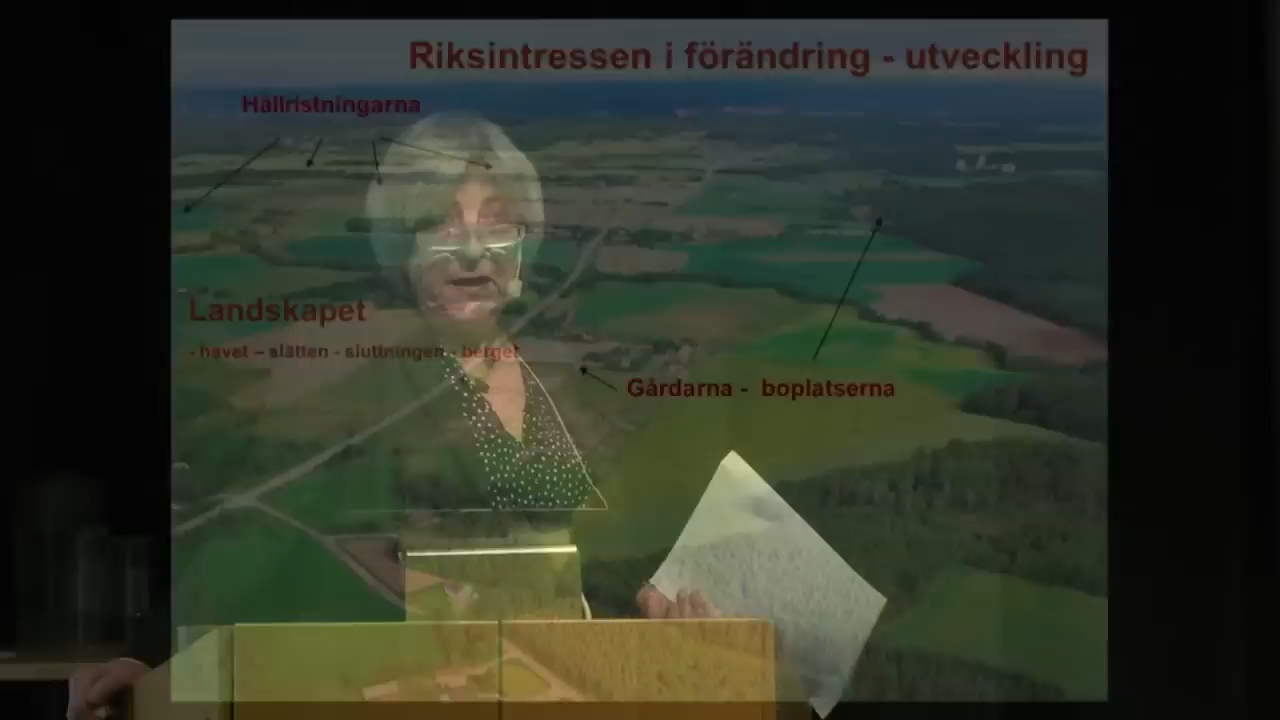 Riksintressen i förändring - utveckling
Hällristningarna
Landskapet
- havet – slätten - sluttningen - berget
Gårdarna - boplatserna